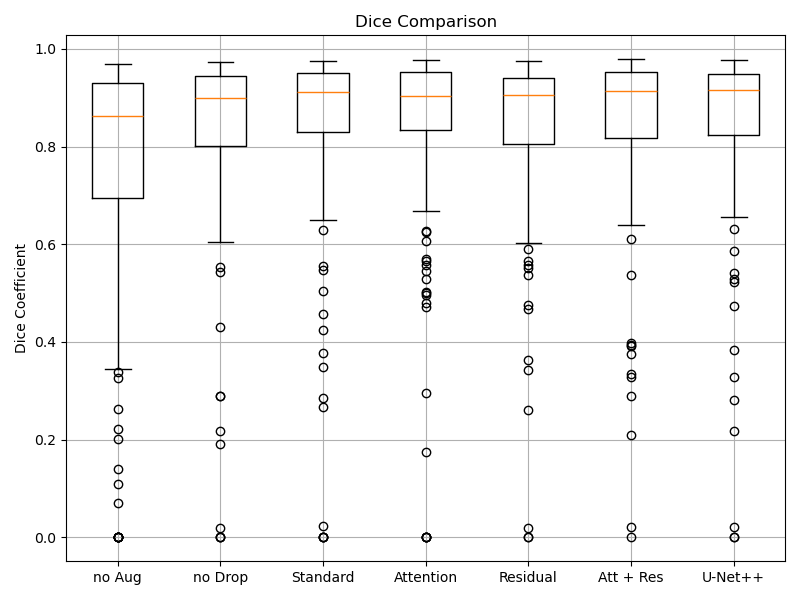 Dice Comparison
Dice Coefficient
1.0
0.8
0.6
0.4
0.2
0.0
no Aug
no Drop
Standard
Attention
Residual
Att + Res
U-Net++